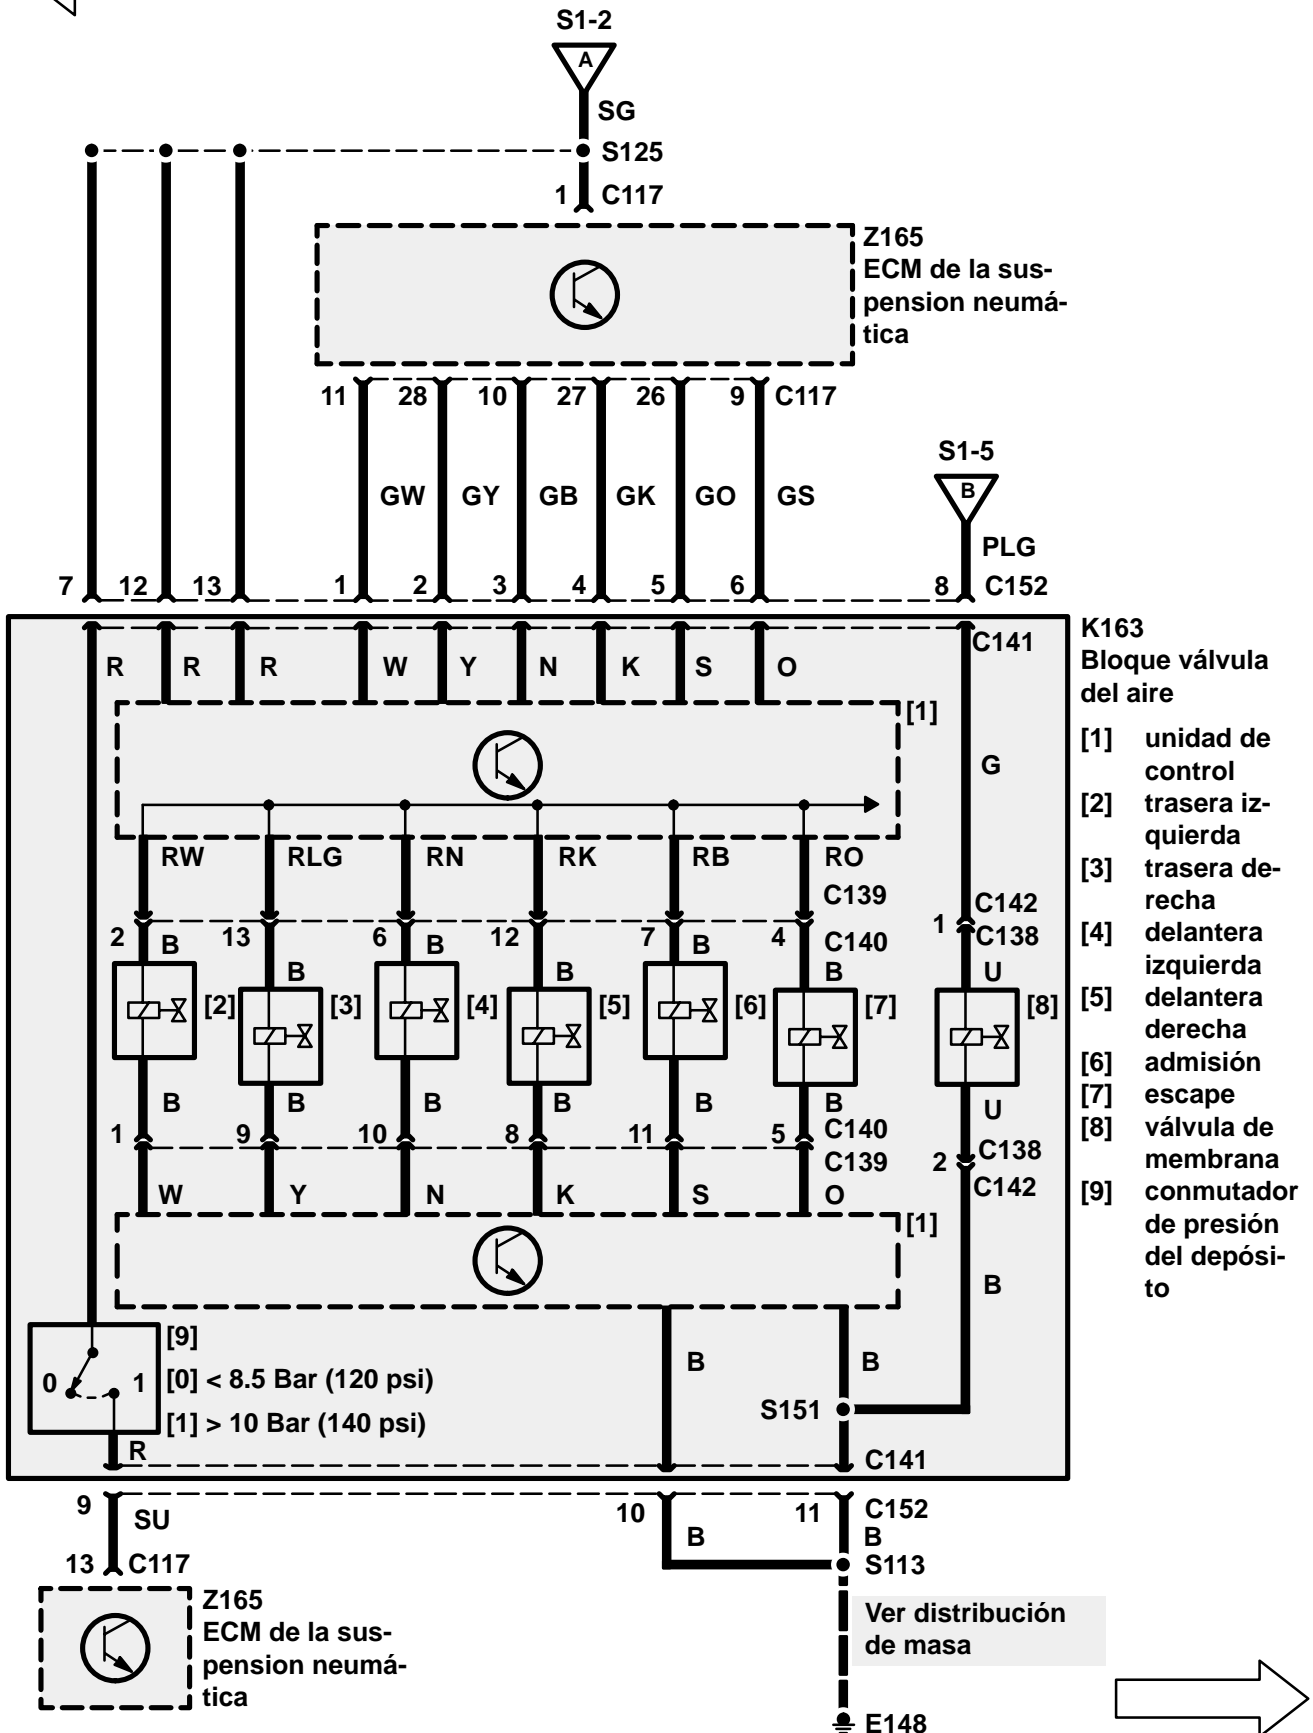 S1-2
A
SG
S125
1 C117
Z165
ECM de la sus-
pension neumá-
tica
11 28 10 27 26 9 C117
S1-5
B
GW GY GB GK GO GS
PLG
7 12 13 1 2 3 4 5 6 8 C152
K163
Bloque válvula
del aire
C141
R R R W Y N K S O
[1]
G
[1] unidad de
control
[2] trasera iz-
quierda
[3] trasera de-
recha
[4] delantera
izquierda
[5] delantera
derecha
[6] admisión
[7] escape
[8] válvula de
membrana
[9] conmutador
de presión
del depósi-
to
RW RLG RN RK RB RO
C139
C142
1 C138
2 13 6 12 7 4 C140
B B B B B B U
[2] [3] [4] [5] [6] [7] [8]
B B B B B B U
1 9 10 8 11 5 C140
C139
C138
2 C142
W Y N K S O
[1]
B
[9]
0 1 [0] < 8.5 Bar (120 psi)
[1] > 10 Bar (140 psi)
B B
S151
R
C141
9 10 11 C152
SU B B
13 C117 S113
Z165
ECM de la sus-
pension neumá-
tica
Ver distribución
de masa
E148